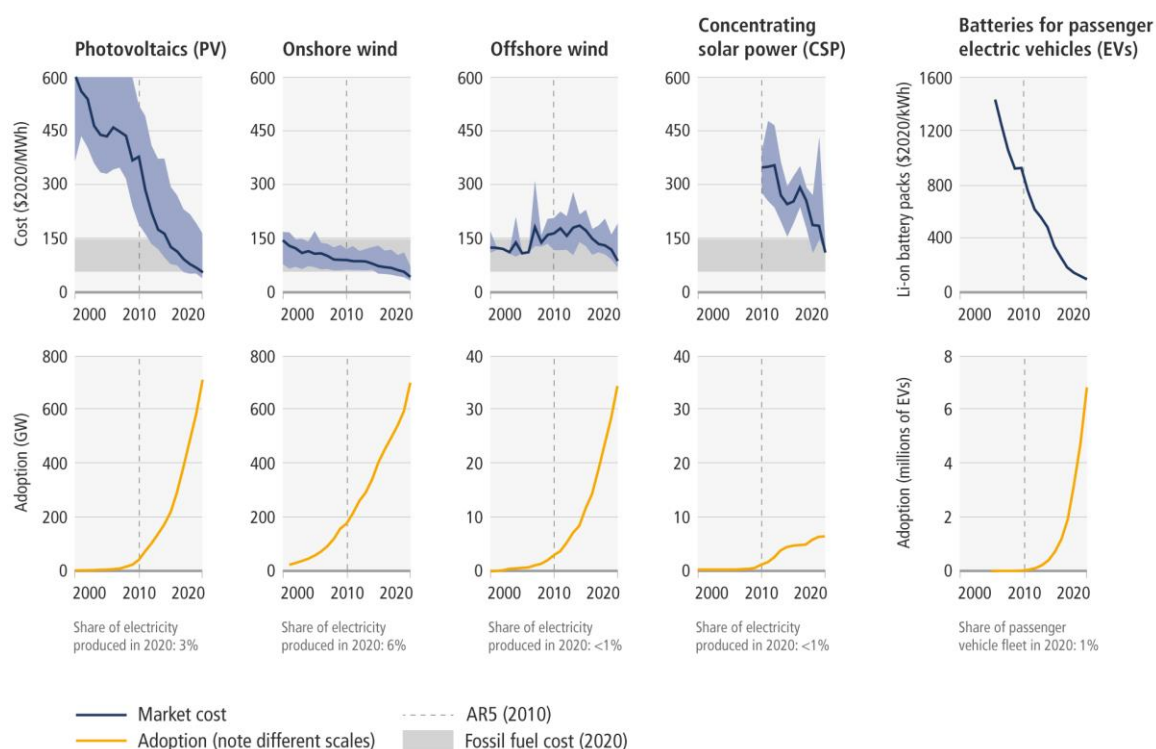 Photovoltaics (PV)
Onshore wind
Offshore wind
Concentrating
solar power (CSP)
Batteries for passenger
electric vehicles (EVs)
Cost ($2020/MWh)
600
450
300
150
0
2000 2010 2020
600
450
300
150
0
2000 2010 2020
600
450
300
150
0
2000 2010 2020
600
450
300
150
0
2000 2010 2020
Li-on battery packs ($2020/kWh)
1600
1200
800
400
0
2000 2010 2020
Adoption (GW)
800
600
400
200
0
2000 2010 2020
800
600
400
200
0
2000 2010 2020
40
30
20
10
0
2000 2010 2020
40
30
20
10
0
2000 2010 2020
Adoption (millions of EVs)
8
6
4
2
0
2000 2010 2020
Share of electricity
produced in 2020: 3%
Share of electricity
produced in 2020: 6%
Share of electricity
produced in 2020: <1%
Share of electricity
produced in 2020: <1%
Share of passenger
vehicle fleet in 2020: 1%
Market cost
Adoption (note different scales)
AR5 (2010)
Fossil fuel cost (2020)